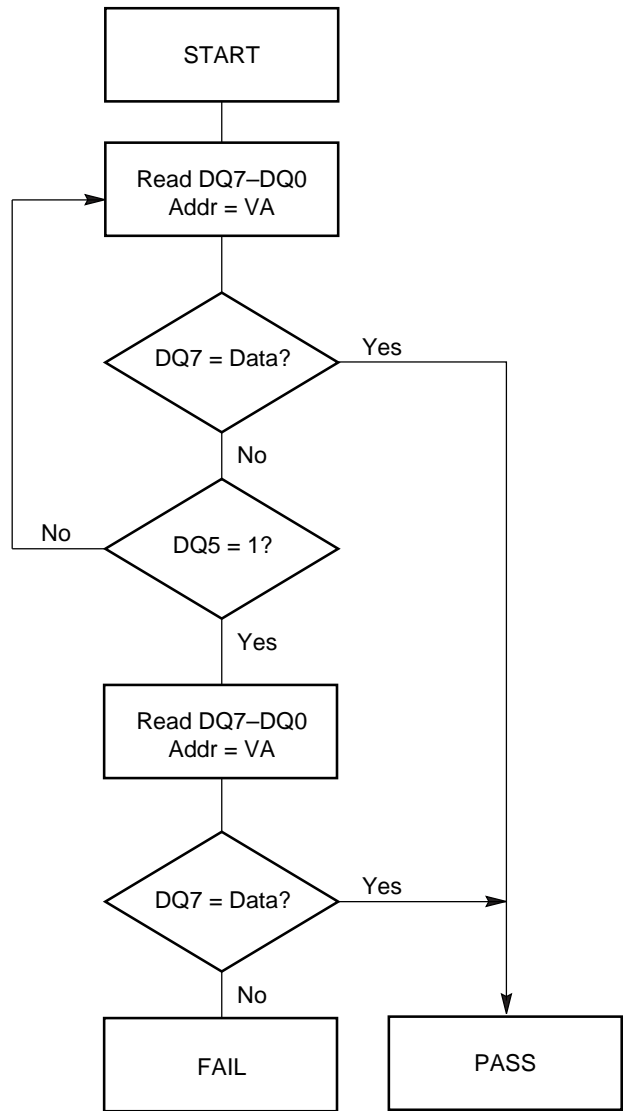 START
Read DQ7–DQ0
Addr = VA
DQ7 = Data?
Yes
No
No
DQ5 = 1?
Yes
Read DQ7–DQ0
Addr = VA
DQ7 = Data?
Yes
No
FAIL
PASS